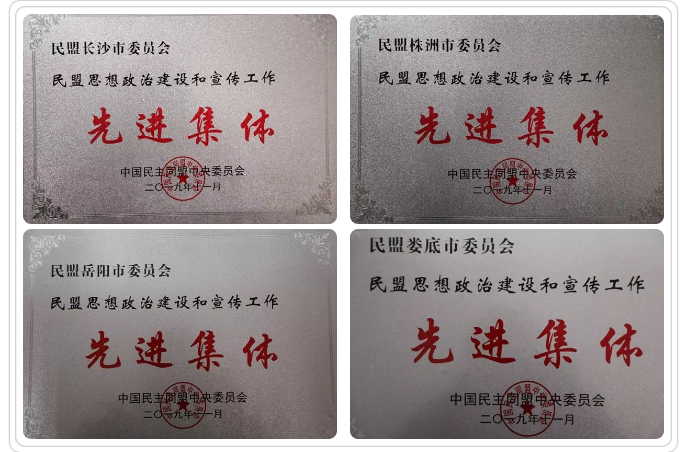 民盟长沙市委员会
民盟思想政治建设和宣传工作
先进集体
中国民主同盟中央委员会
二〇一九年十一月
民盟株洲市委员会
民盟思想政治建设和宣传工作
先进集体
中国民主同盟中央委员会
二〇一九年十一月
民盟岳阳市委员会
民盟思想政治建设和宣传工作
先进集体
中国民主同盟中央委员会
二〇一九年十一月
民盟娄底市委员会
民盟思想政治建设和宣传工作
先进集体
中国民主同盟中央委员会
二〇一九年十一月